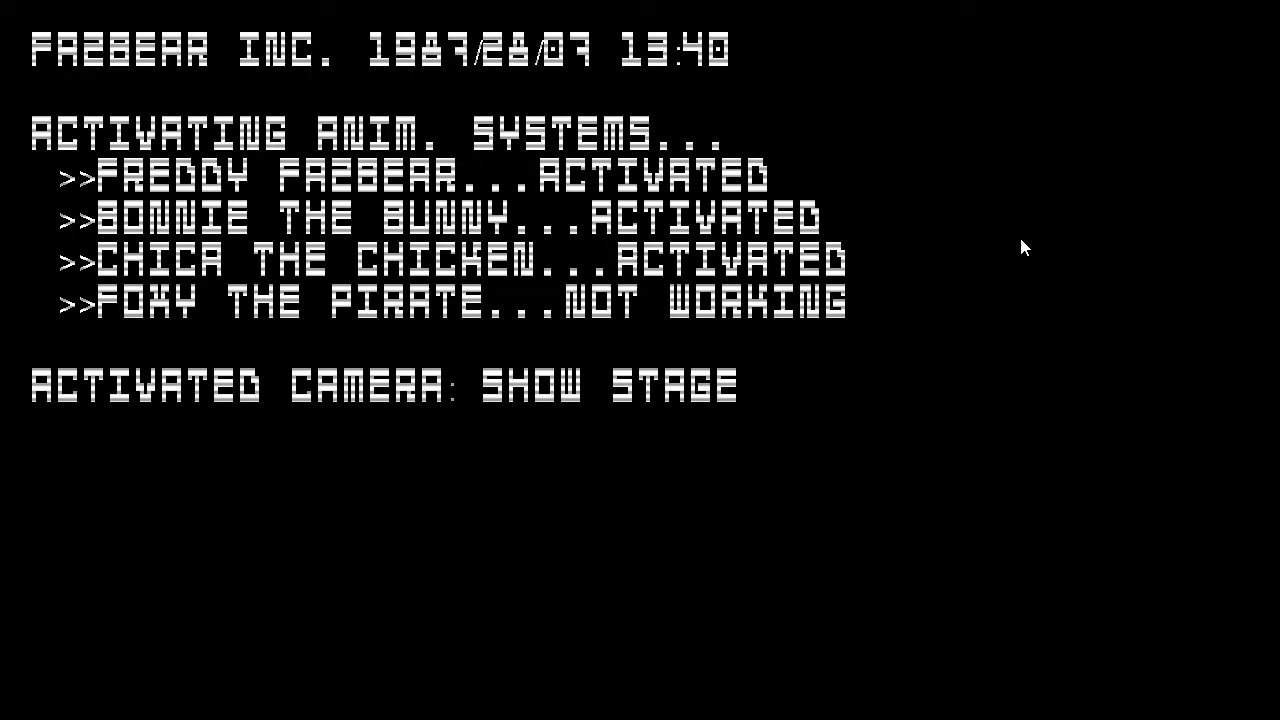 FAZBEAR INC. 1987/28/07 13:40
ACTIVATING ANIM. SYSTEMS...
>>FREDDY FAZBEAR...ACTIVATED
>>BONNIE THE BUNNY...ACTIVATED
>>CHICA THE CHICKEN...ACTIVATED
>>FOXY THE PIRATE...NOT WORKING
ACTIVATED CAMERA: SHOW STAGE